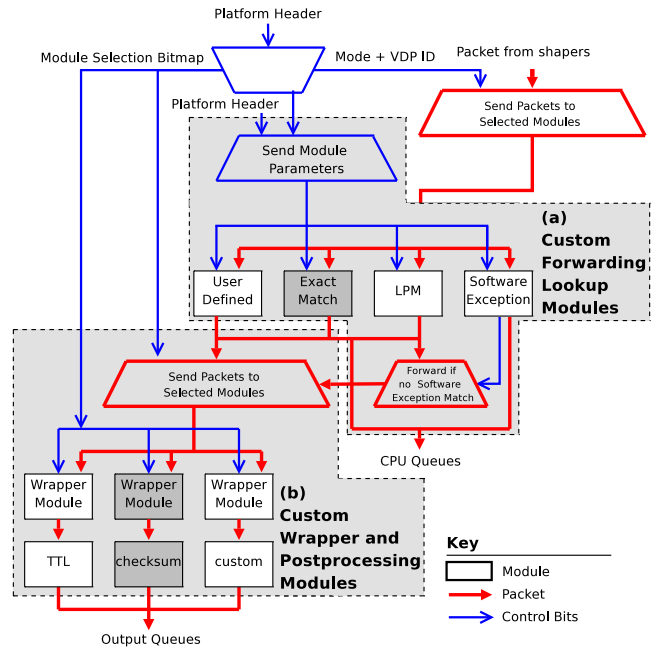 Platform Header
Module Selection Bitmap
Mode + VDP ID
Packet from shapers
Platform Header
Send Packets to
Selected Modules
Send Module
Parameters
(a)
Custom
Forwarding
Lookup
Modules
User
Defined
Exact
Match
LPM
Software
Exception
Send Packets to
Selected Modules
Forward if
no Software
Exception Match
CPU Queues
Wrapper
Module
Wrapper
Module
Wrapper
Module
(b)
Custom
Wrapper and
Postprocessing
Modules
TTL
checksum
custom
Output Queues
Key
Module
Packet
Control Bits